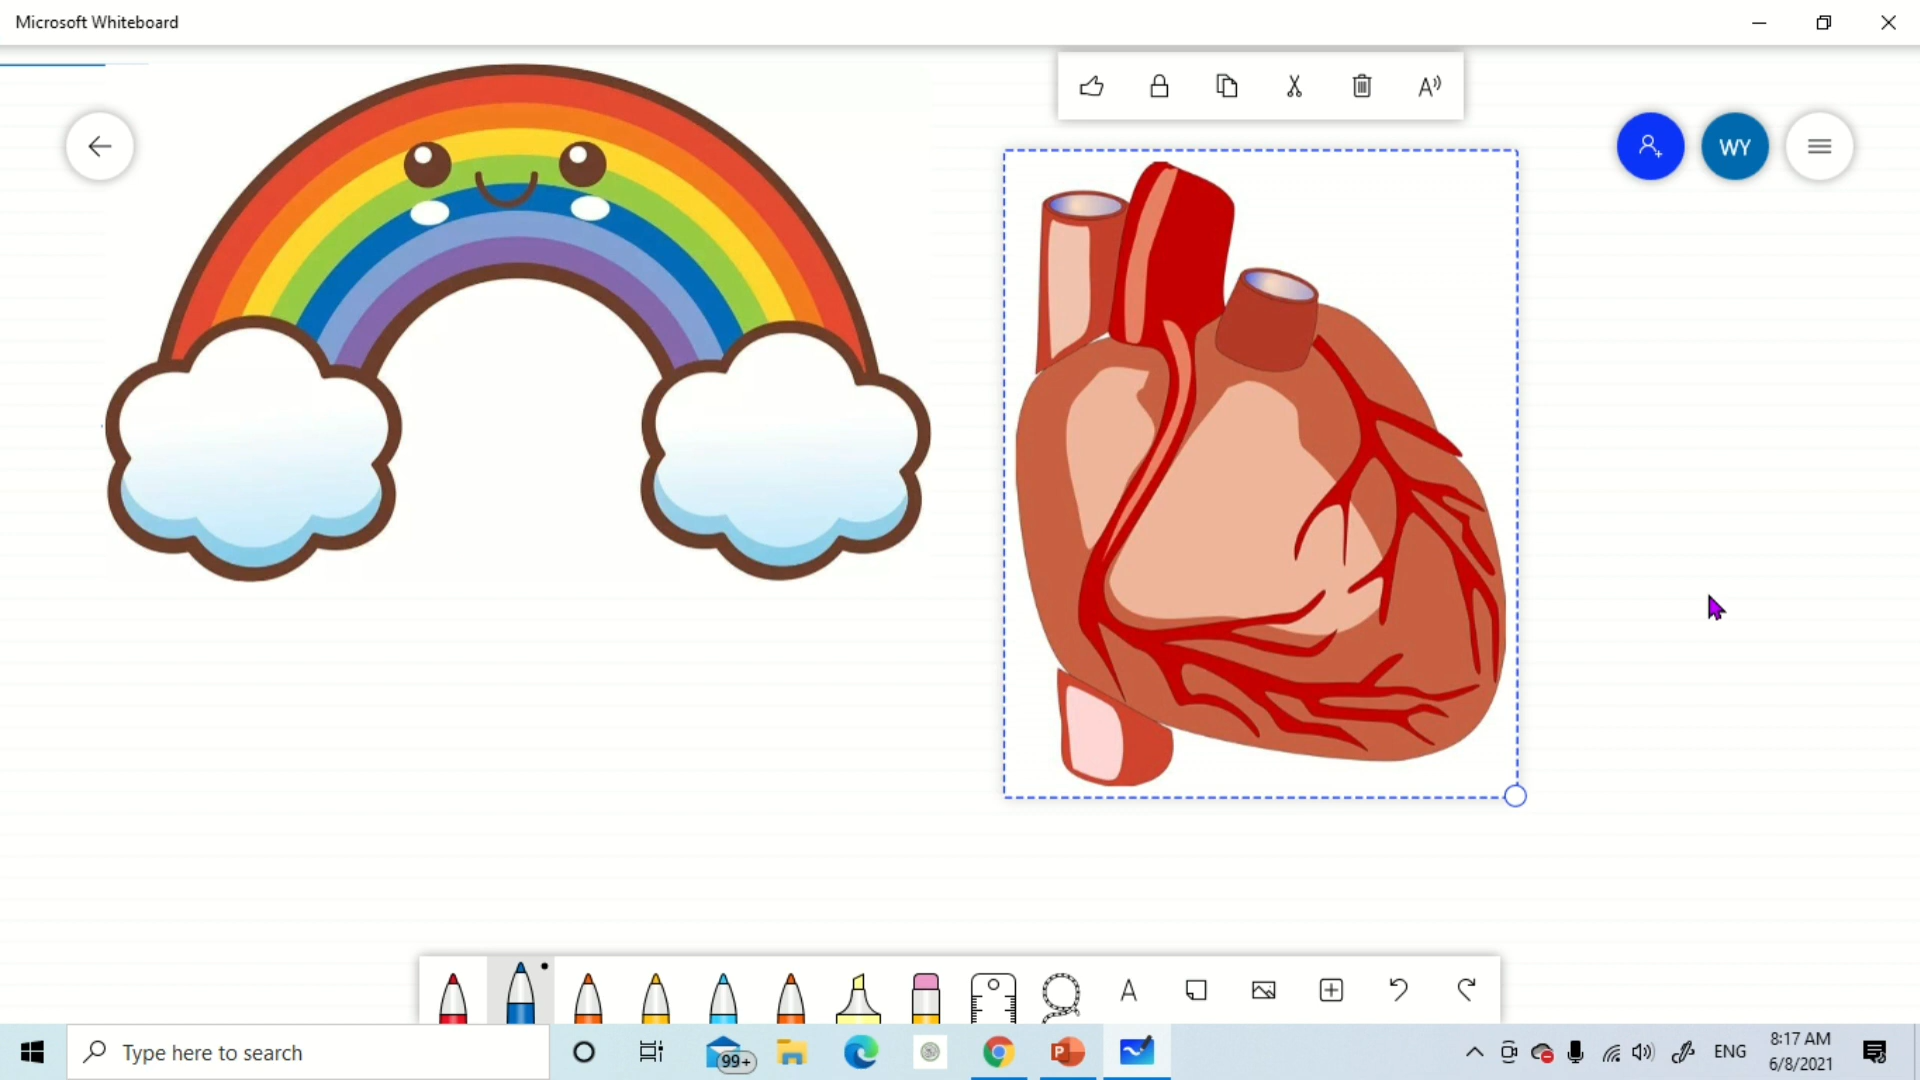 Microsoft Whiteboard
WY
Type here to search
99+
ENG
8:17 AM
6/8/2021